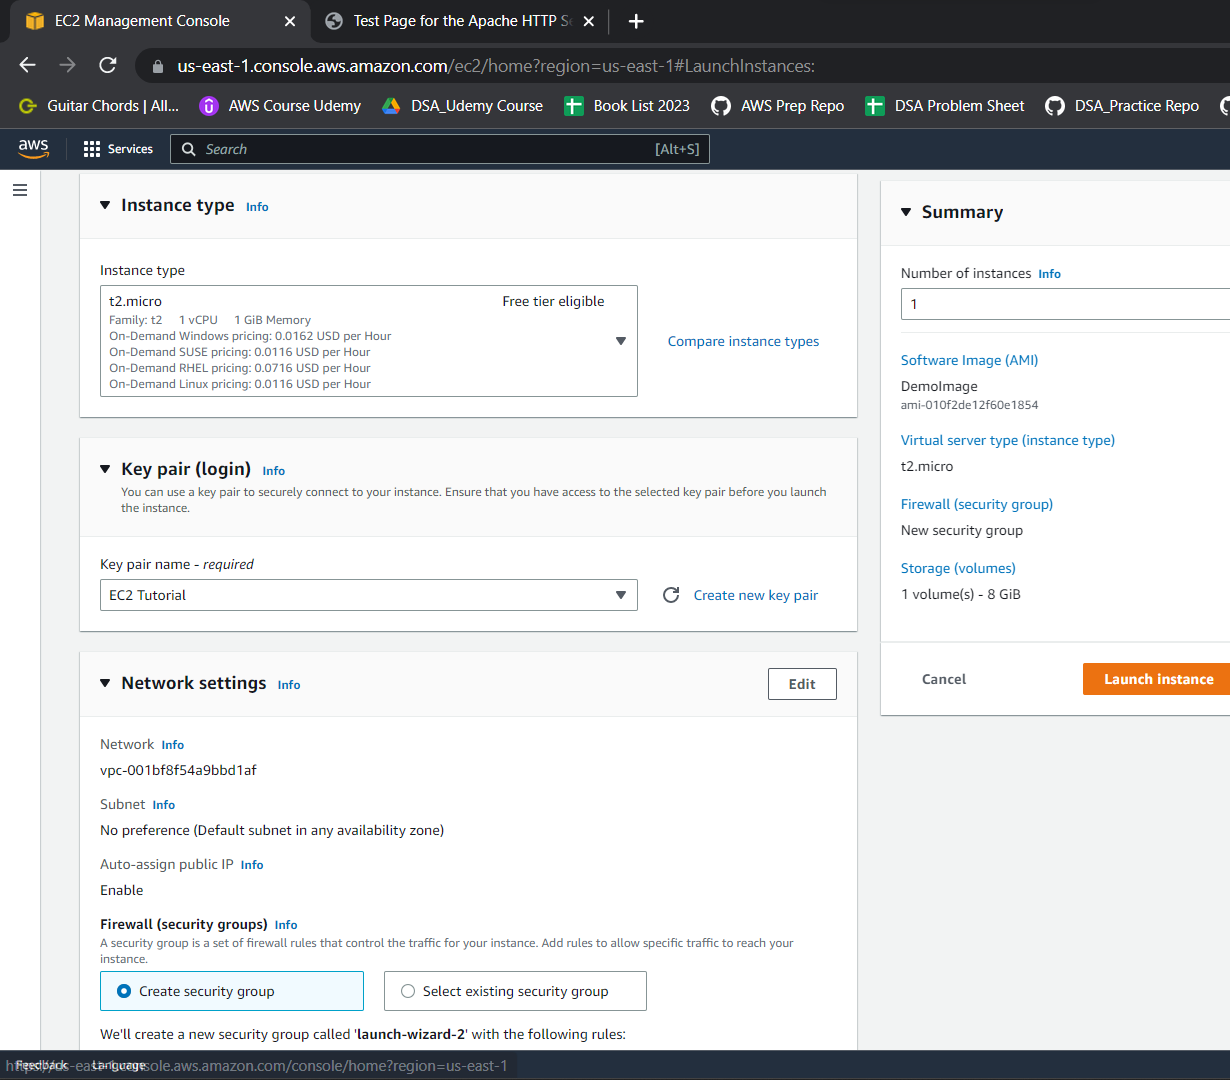 EC2 Management Console
Test Page for the Apache HTTP Se
us-east-1.console.aws.amazon.com/ec2/home?region=us-east-1#LaunchInstances:
Guitar Chords | All...
AWS Course Udemy
DSA_Udemy Course
Book List 2023
AWS Prep Repo
DSA Problem Sheet
DSA_Practice Repo
aws
Services
Search
[Alt+S]
Instance type Info
Instance type
t2.micro
Free tier eligible
Family: t2 1 vCPU 1 GiB Memory
On-Demand Windows pricing: 0.0162 USD per Hour
On-Demand SUSE pricing: 0.0116 USD per Hour
On-Demand RHEL pricing: 0.0716 USD per Hour
On-Demand Linux pricing: 0.0116 USD per Hour
Compare instance types
Key pair (login) Info
You can use a key pair to securely connect to your instance. Ensure that you have access to the selected key pair before you launch
the instance.
Key pair name - required
EC2 Tutorial
Create new key pair
Network settings Info
Edit
Network Info
vpc-001bf8f54a9bbd1af
Subnet Info
No preference (Default subnet in any availability zone)
Auto-assign public IP Info
Enable
Firewall (security groups) Info
A security group is a set of firewall rules that control the traffic for your instance. Add rules to allow specific traffic to reach your
instance.
Create security group
Select existing security group
We'll create a new security group called 'launch-wizard-2' with the following rules:
Summary
Number of instances Info
1
Software Image (AMI)
DemoImage
ami-010f2de12f60e1854
Virtual server type (instance type)
t2.micro
Firewall (security group)
New security group
Storage (volumes)
1 volume(s) - 8 GiB
Cancel
Launch instance
Feedback
Language
https://us-east-1.console.aws.amazon.com/console/home?region=us-east-1